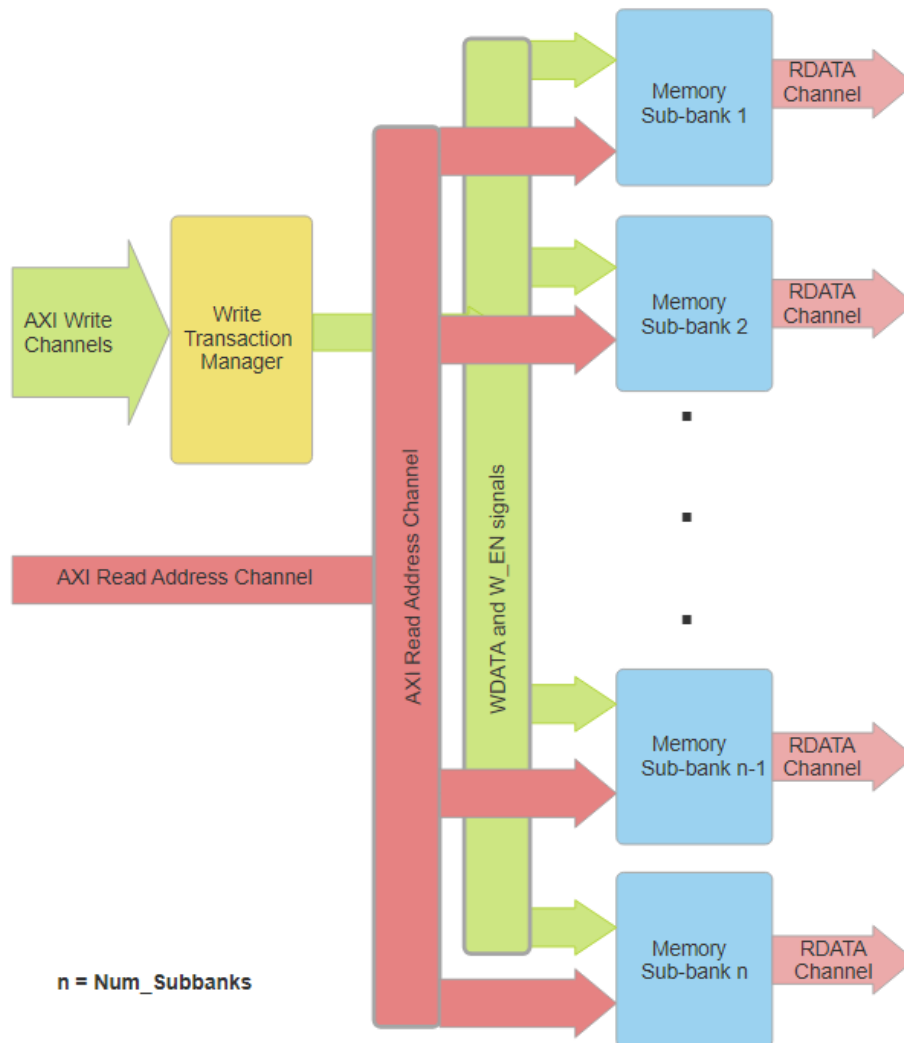 RDATA
Channel
Memory
Sub-bank 1
AXI Write
Channels
Write
Transaction
Manager
Memory
Sub-bank 2
RDATA
Channel
AXI Read Address Channel
AXI Read Address Channel
WDATA and W_EN signals
Memory
Sub-bank n-1
RDATA
Channel
Memory
Sub-bank n
RDATA
Channel
n = Num_Subbanks